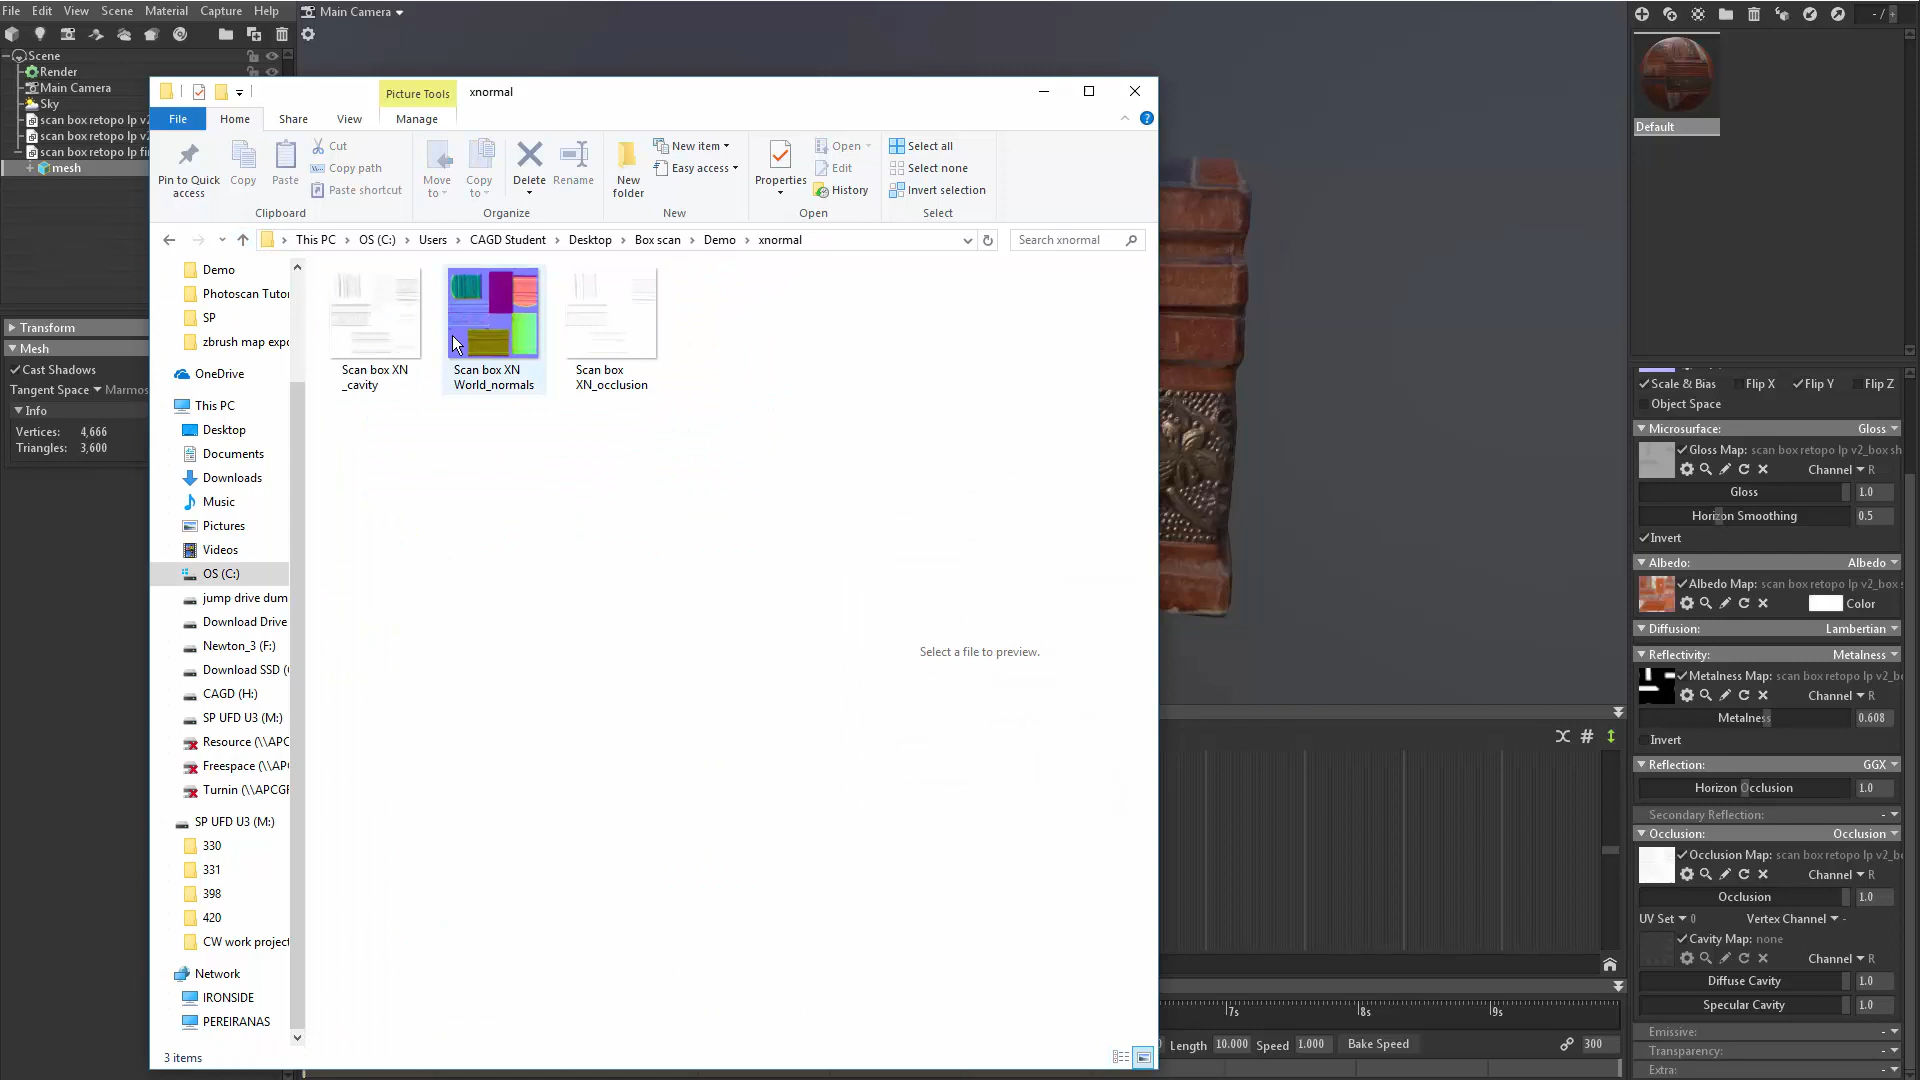 File Edit View Scene Material Capture Help
Main Camera
- / +
Scene
Render
Main Camera
Sky
scan box retopo lp v2
scan box retopo lp v2
scan box retopo lp fi
mesh
Default
Picture Tools xnormal
File Home Share View Manage
Pin to Quick access
Copy
Paste
Cut
Copy path
Paste shortcut
Clipboard
Move to
Copy to
Delete
Rename
Organize
New folder
New item
Easy access
New
Properties
Open
Edit
History
Open
Select all
Select none
Invert selection
Select
This PC › OS (C:) › Users › CAGD Student › Desktop › Box scan › Demo › xnormal
Search xnormal
Demo
Photoscan Tutor
SP
zbrush map expo
OneDrive
This PC
Desktop
Documents
Downloads
Music
Pictures
Videos
OS (C:)
jump drive dum
Download Drive
Newton_3 (F:)
Download SSD (
CAGD (H:)
SP UFD U3 (M:)
Resource (\\APC
Freespace (\\AP
Turnin (\\APCGF
SP UFD U3 (M:)
330
331
398
420
CW work project
Network
IRONSIDE
PEREIRANAS
3 items
Scan box XN
_cavity
Scan box XN
World_normals
Scan box
XN_occlusion
Select a file to preview.
Transform
Mesh
Cast Shadows
Tangent Space Marmos
Info
Vertices: 4,666
Triangles: 3,600
Scale & Bias Flip X Flip Y Flip Z
Object Space
Microsurface: Gloss
Gloss Map: scan box retopo lp v2_box sh
Channel R
Gloss 1.0
Horizon Smoothing 0.5
Invert
Albedo: Albedo
Albedo Map: scan box retopo lp v2_box s
Color
Diffusion: Lambertian
Reflectivity: Metalness
Metalness Map: scan box retopo lp v2_b
Channel R
Metalness 0.608
Invert
Reflection: GGX
Horizon Occlusion 1.0
Secondary Reflection: -
Occlusion: Occlusion
Occlusion Map: scan box retopo lp v2_b
Channel R
Occlusion 1.0
UV Set 0 Vertex Channel -
Cavity Map: none
Channel R
Diffuse Cavity 1.0
Specular Cavity 1.0
Emissive: -
Transparency: -
Extra: -
7s 8s 9s
Length 10.000 Speed 1.000 Bake Speed 300